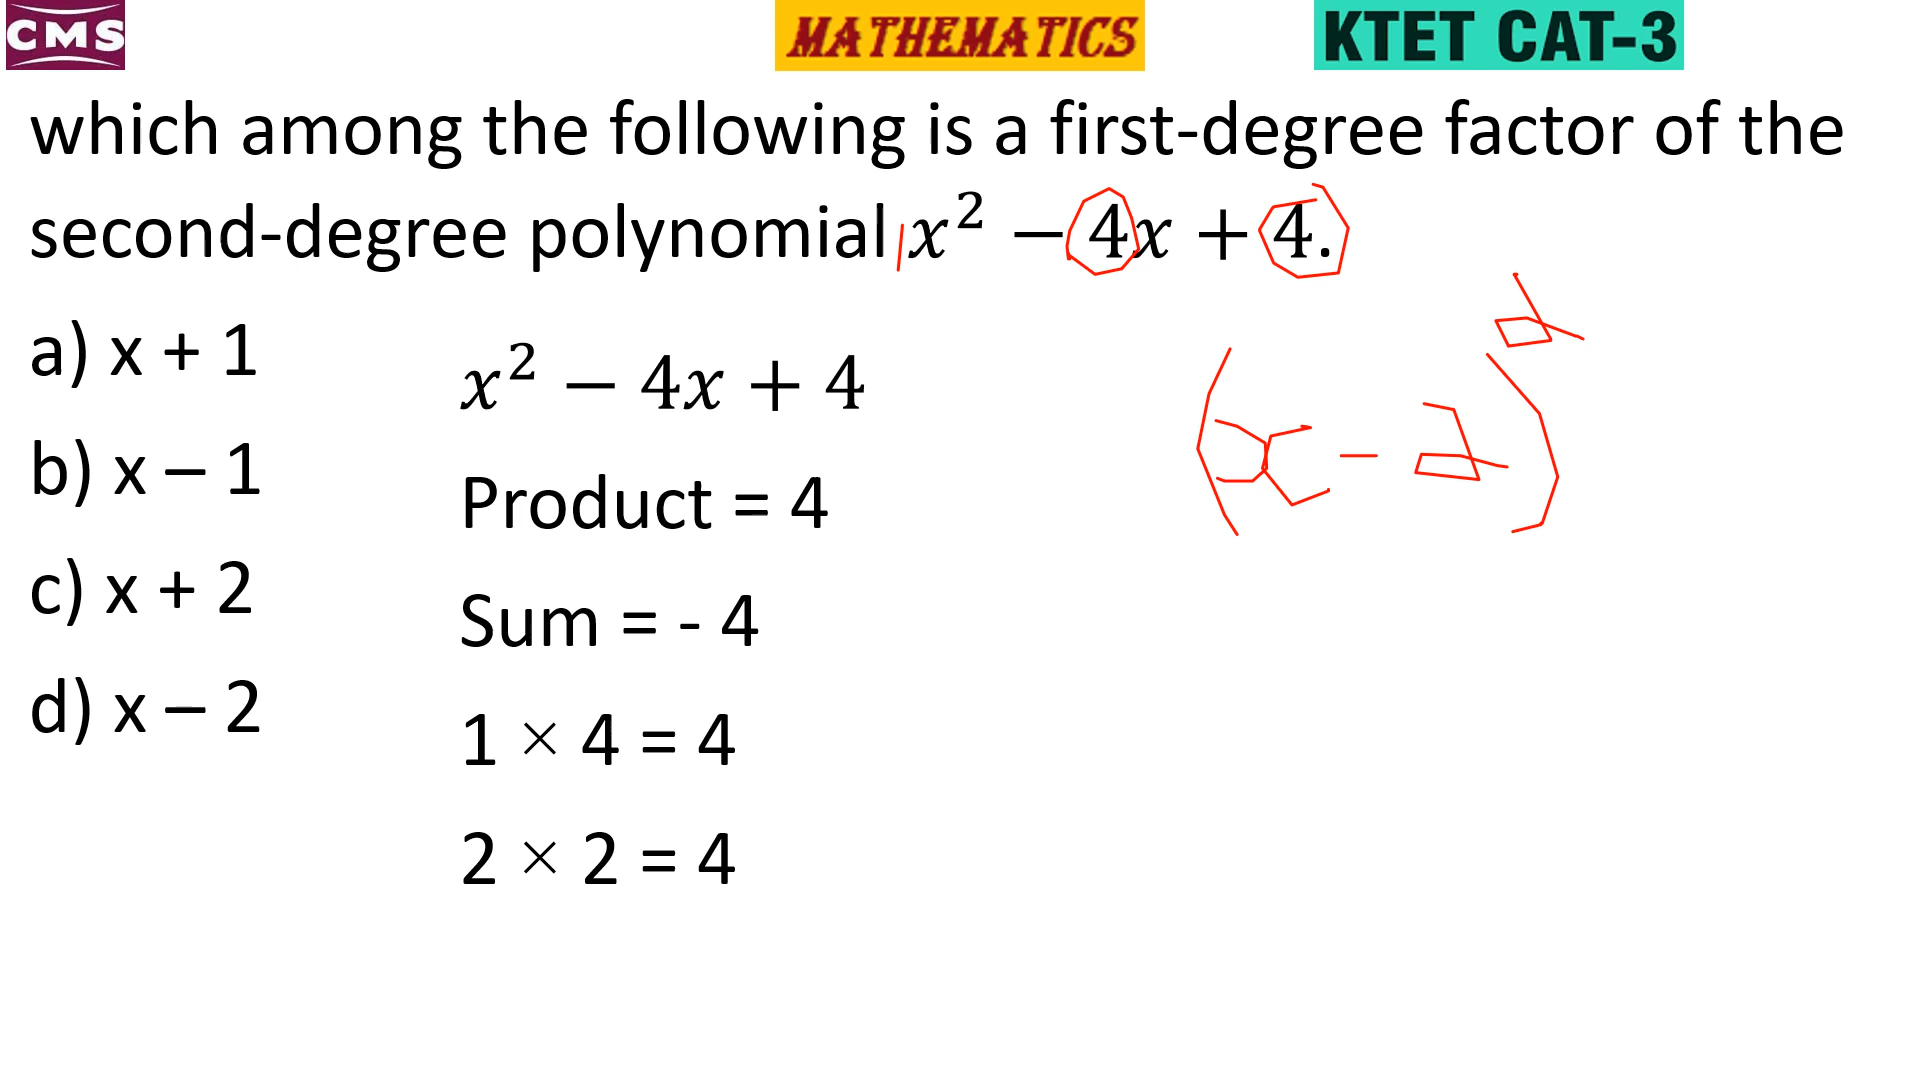 CMS
MATHEMATICS
KTET CAT-3
which among the following is a first-degree factor of the
second-degree polynomial x² − 4x + 4.
a) x + 1
b) x – 1
c) x + 2
d) x – 2
x² − 4x + 4
Product = 4
Sum = - 4
1 × 4 = 4
2 × 2 = 4
(x - 2)²